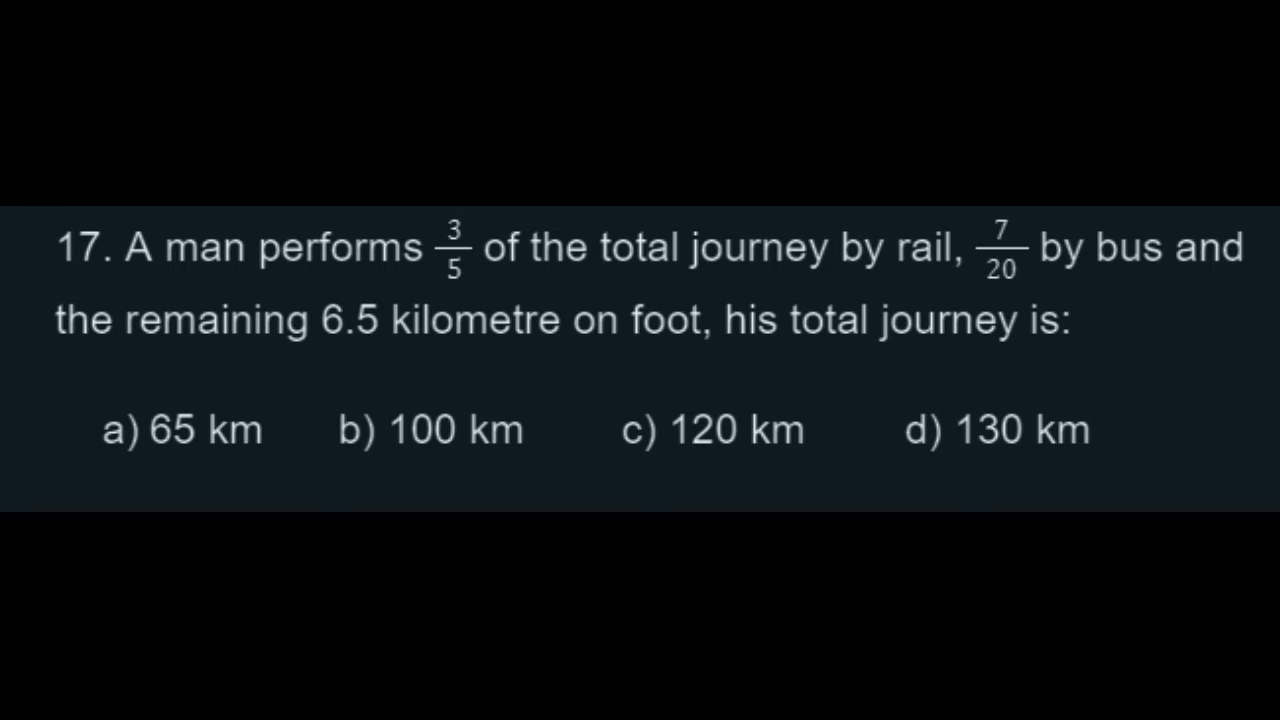 17. A man performs 3/5 of the total journey by rail, 7/20 by bus and
the remaining 6.5 kilometre on foot, his total journey is:
a) 65 km b) 100 km c) 120 km d) 130 km